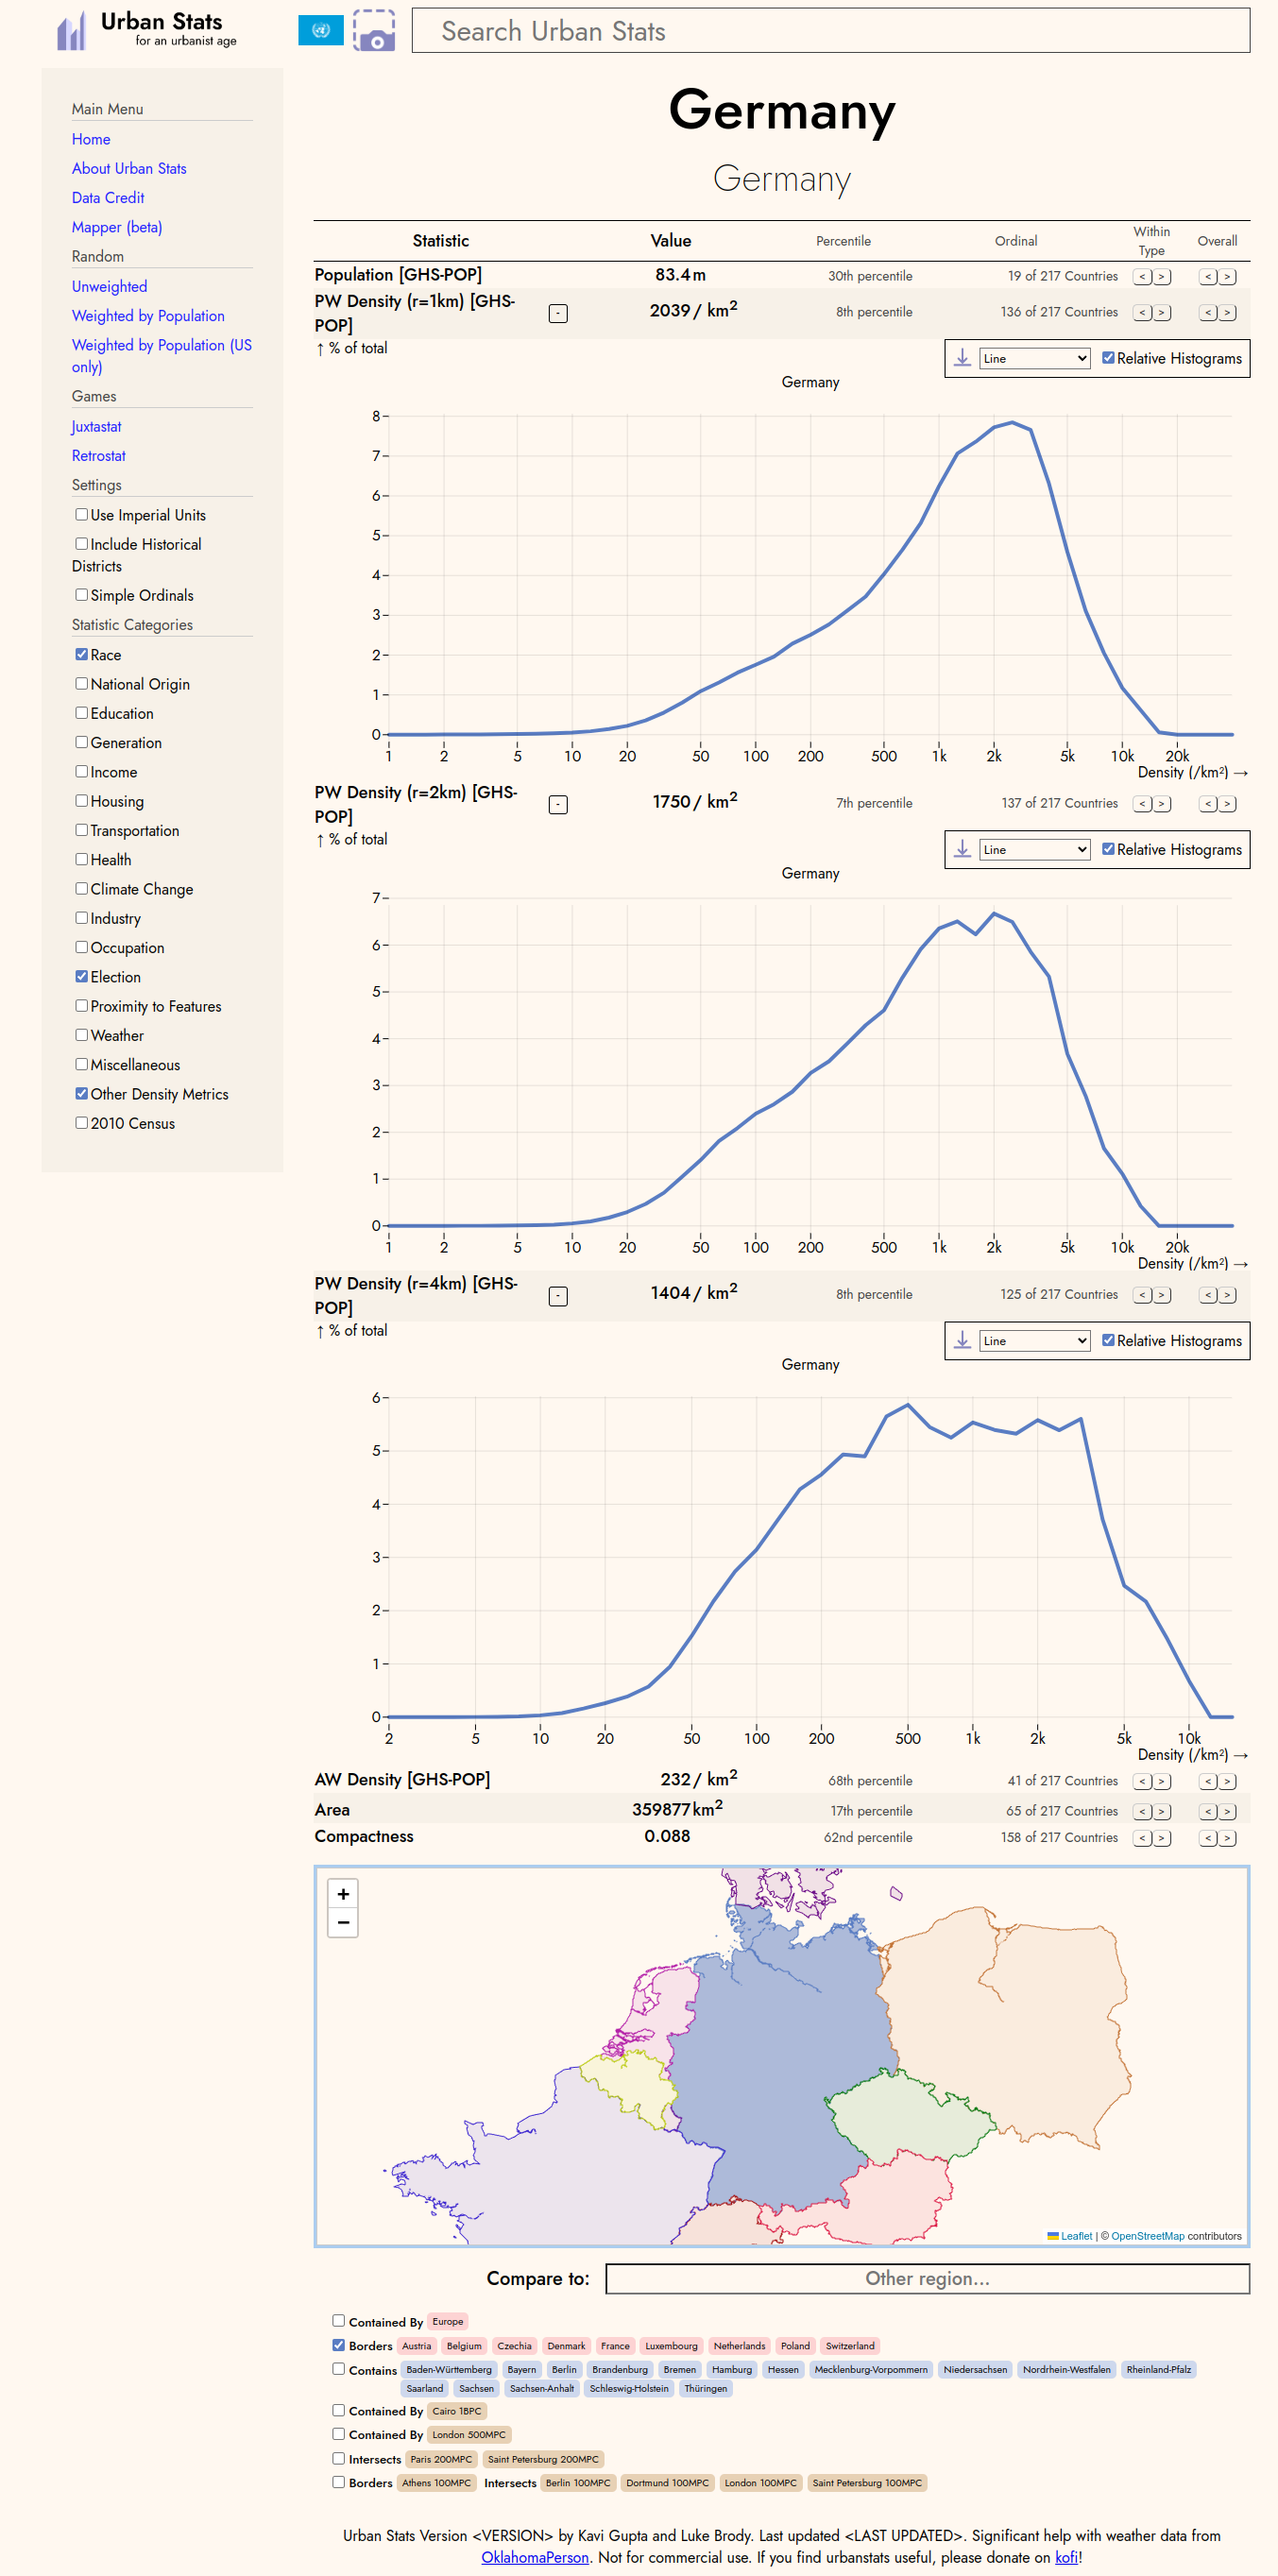 Urban Stats
for an urbanist age
Search Urban Stats
Main Menu
Home
About Urban Stats
Data Credit
Mapper (beta)
Random
Unweighted
Weighted by Population
Weighted by Population (US
only)
Games
Juxtastat
Retrostat
Settings
Use Imperial Units
Include Historical
Districts
Simple Ordinals
Statistic Categories
Race
National Origin
Education
Generation
Income
Housing
Transportation
Health
Climate Change
Industry
Occupation
Election
Proximity to Features
Weather
Miscellaneous
Other Density Metrics
2010 Census
Germany
Germany
Statistic Value Percentile Ordinal Within Type Overall
Population [GHS-POP] 83.4m 30th percentile 19 of 217 Countries < > < >
PW Density (r=1km) [GHS-
POP] - 2039/ km² 8th percentile 136 of 217 Countries < > < >
↑ % of total Line Relative Histograms
Germany
8
7
6
5
4
3
2
1
0
1 2 5 10 20 50 100 200 500 1k 2k 5k 10k 20k
Density (/km²) →
PW Density (r=2km) [GHS-
POP] - 1750/ km² 7th percentile 137 of 217 Countries < > < >
↑ % of total Line Relative Histograms
Germany
7
6
5
4
3
2
1
0
1 2 5 10 20 50 100 200 500 1k 2k 5k 10k 20k
Density (/km²) →
PW Density (r=4km) [GHS-
POP] - 1404/ km² 8th percentile 125 of 217 Countries < > < >
↑ % of total Line Relative Histograms
Germany
6
5
4
3
2
1
0
2 5 10 20 50 100 200 500 1k 2k 5k 10k
Density (/km²) →
AW Density [GHS-POP] 232/ km² 68th percentile 41 of 217 Countries < > < >
Area 359877km² 17th percentile 65 of 217 Countries < > < >
Compactness 0.088 62nd percentile 158 of 217 Countries < > < >
+
−
Leaflet | © OpenStreetMap contributors
Compare to: Other region...
Contained By Europe
Borders Austria Belgium Czechia Denmark France Luxembourg Netherlands Poland Switzerland
Contains Baden-Württemberg Bayern Berlin Brandenburg Bremen Hamburg Hessen Mecklenburg-Vorpommern Niedersachsen Nordrhein-Westfalen Rheinland-Pfalz
Saarland Sachsen Sachsen-Anhalt Schleswig-Holstein Thüringen
Contained By Cairo 1BPC
Contained By London 500MPC
Intersects Paris 200MPC Saint Petersburg 200MPC
Borders Athens 100MPC Intersects Berlin 100MPC Dortmund 100MPC London 100MPC Saint Petersburg 100MPC
Urban Stats Version <VERSION> by Kavi Gupta and Luke Brody. Last updated <LAST UPDATED>. Significant help with weather data from
OklahomaPerson. Not for commercial use. If you find urbanstats useful, please donate on kofi!